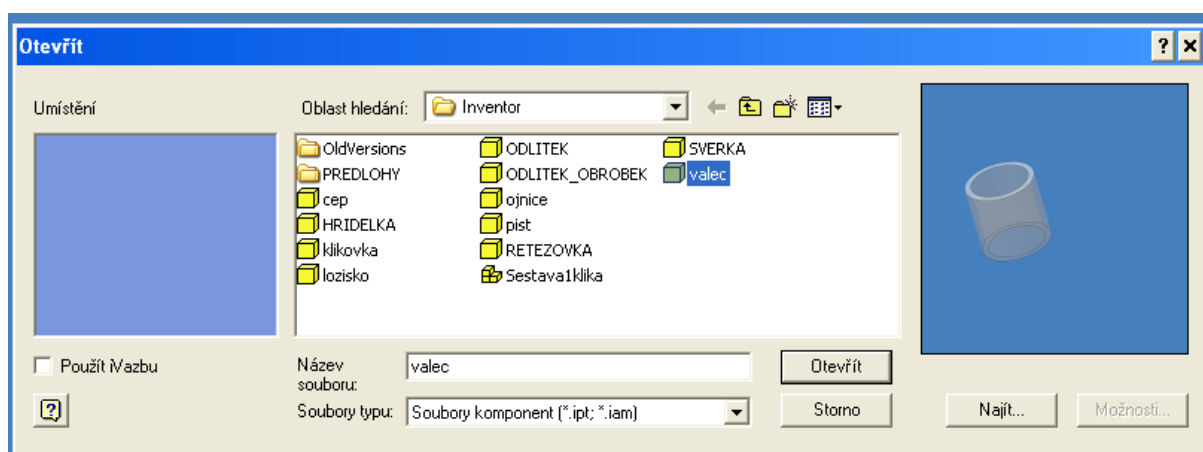 Otevřít
Umístění
Oblast hledání: Inventor
OldVersions ODLITEK SVERKA
PREDLOHY ODLITEK_OBROBEK valec
cep ojnice
HRIDELKA pist
klikovka RETEZOVKA
lozisko Sestava1klika
Použít iVazbu
Název souboru: valec Otevřít
Soubory typu: Soubory komponent (*.ipt; *.iam) Storno Najít... Možnosti...